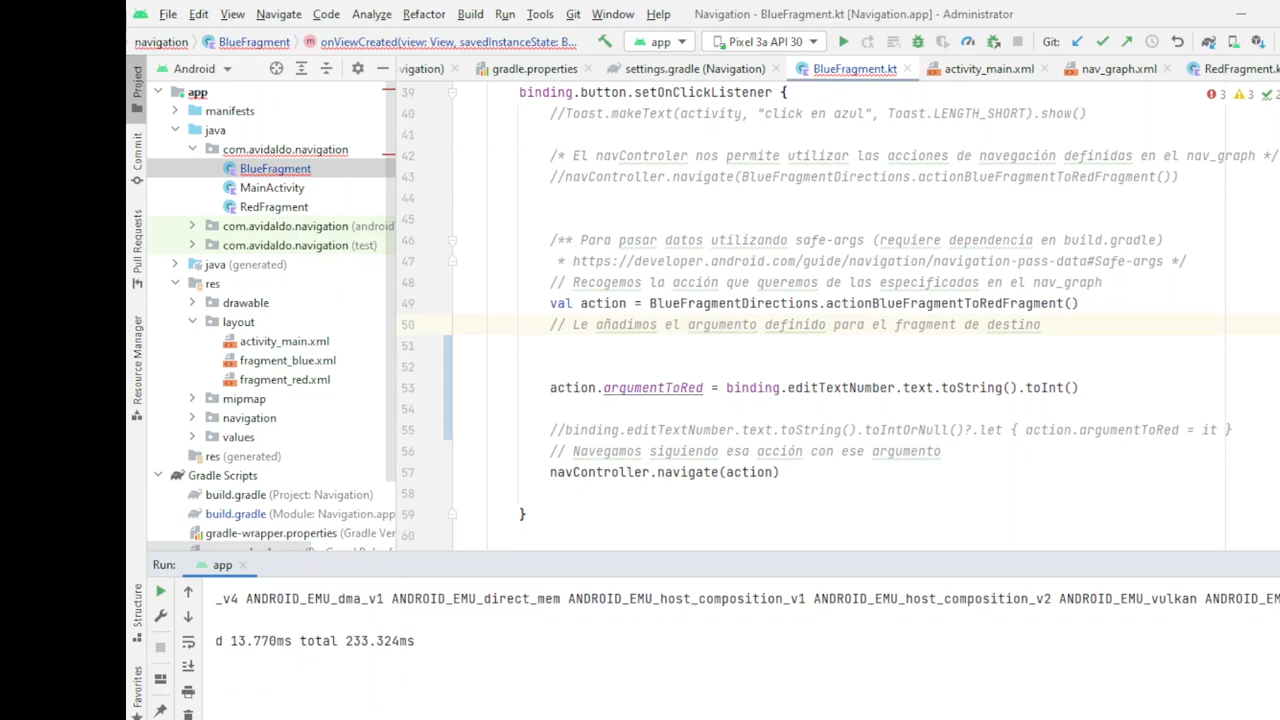 File Edit View Navigate Code Analyze Refactor Build Run Tools Git Window Help Navigation - BlueFragment.kt [Navigation.app] - Administrator
navigation BlueFragment onViewCreated(view: View, savedInstanceState: B... app Pixel 3a API 30 Git:
Project
Android
vigation) gradle.properties settings.gradle (Navigation) BlueFragment.kt activity_main.xml nav_graph.xml RedFragment.k
app
manifests
java
com.avidaldo.navigation
BlueFragment
MainActivity
RedFragment
com.avidaldo.navigation (android
com.avidaldo.navigation (test)
java (generated)
res
drawable
layout
activity_main.xml
fragment_blue.xml
fragment_red.xml
mipmap
navigation
values
res (generated)
Gradle Scripts
build.gradle (Project: Navigation)
build.gradle (Module: Navigation.app
gradle-wrapper.properties (Gradle Ver
Commit
Pull Requests
Resource Manager
Structure
Favorites
3 3 2
39 binding.button.setOnClickListener {
40 //Toast.makeText(activity, "click en azul", Toast.LENGTH_SHORT).show()
41
42 /* El navControler nos permite utilizar las acciones de navegación definidas en el nav_graph */
43 //navController.navigate(BlueFragmentDirections.actionBlueFragmentToRedFragment())
44
45
46 /** Para pasar datos utilizando safe-args (requiere dependencia en build.gradle)
47 * https://developer.android.com/guide/navigation/navigation-pass-data#Safe-args */
48 // Recogemos la acción que queremos de las especificadas en el nav_graph
49 val action = BlueFragmentDirections.actionBlueFragmentToRedFragment()
50 // Le añadimos el argumento definido para el fragment de destino
51
52
53 action.argumentToRed = binding.editTextNumber.text.toString().toInt()
54
55 //binding.editTextNumber.text.toString().toIntOrNull()?.let { action.argumentToRed = it }
56 // Navegamos siguiendo esa acción con ese argumento
57 navController.navigate(action)
58
59 }
60
Run: app
_v4 ANDROID_EMU_dma_v1 ANDROID_EMU_direct_mem ANDROID_EMU_host_composition_v1 ANDROID_EMU_host_composition_v2 ANDROID_EMU_vulkan ANDROID_EM
d 13.770ms total 233.324ms